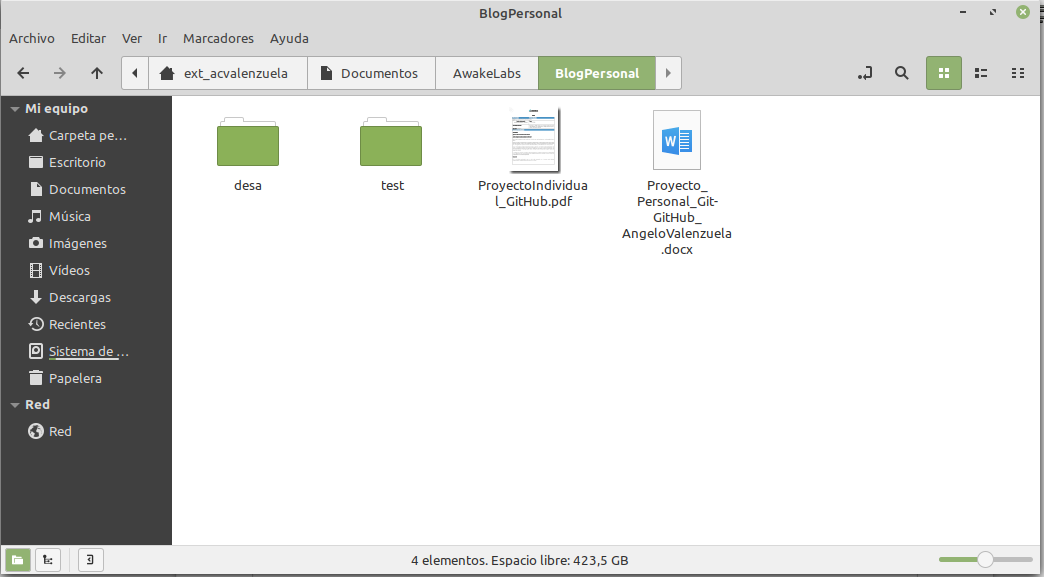 BlogPersonal
Archivo Editar Ver Ir Marcadores Ayuda
ext_acvalenzuela Documentos AwakeLabs BlogPersonal
Mi equipo
Carpeta pe...
Escritorio
Documentos
Música
Imágenes
Vídeos
Descargas
Recientes
Sistema de ...
Papelera
Red
Red
desa
test
ProyectoIndividua
l_GitHub.pdf
W
Proyecto_
Personal_Git-
GitHub_
AngeloValenzuela
.docx
4 elementos. Espacio libre: 423,5 GB